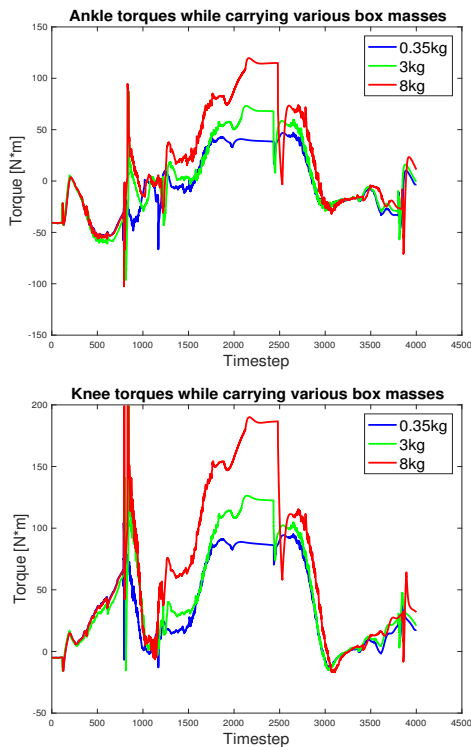 Ankle torques while carrying various box masses
150
0.35kg
3kg
8kg
100
50
0
-50
-100
-150
Torque [N*m]
0 500 1000 1500 2000 2500 3000 3500 4000 4500
Timestep
Knee torques while carrying various box masses
200
0.35kg
3kg
8kg
150
100
50
0
-50
Torque [N*m]
0 500 1000 1500 2000 2500 3000 3500 4000 4500
Timestep